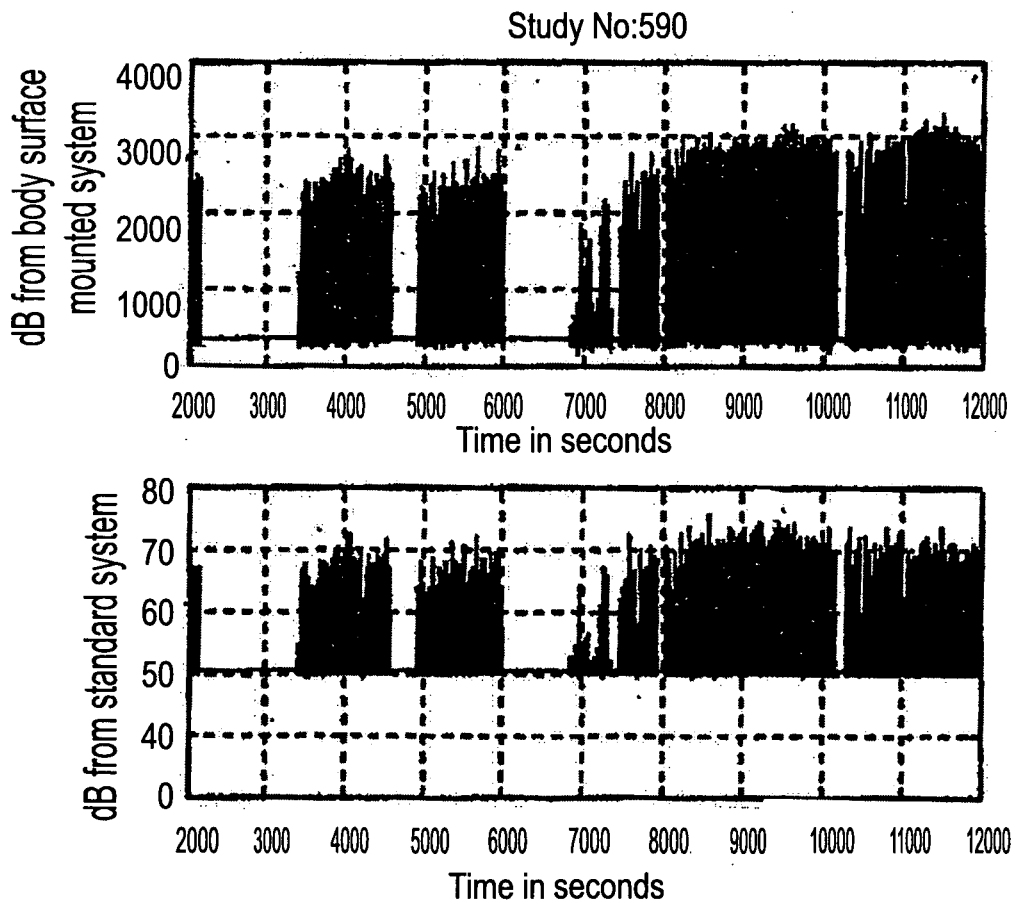 Study No:590
dB from body surface
mounted system
4000
3000
2000
1000
0
2000 3000 4000 5000 6000 7000 8000 9000 10000 11000 12000
Time in seconds
dB from standard system
80
70
60
50
40
0
2000 3000 4000 5000 6000 7000 8000 9000 10000 11000 12000
Time in seconds